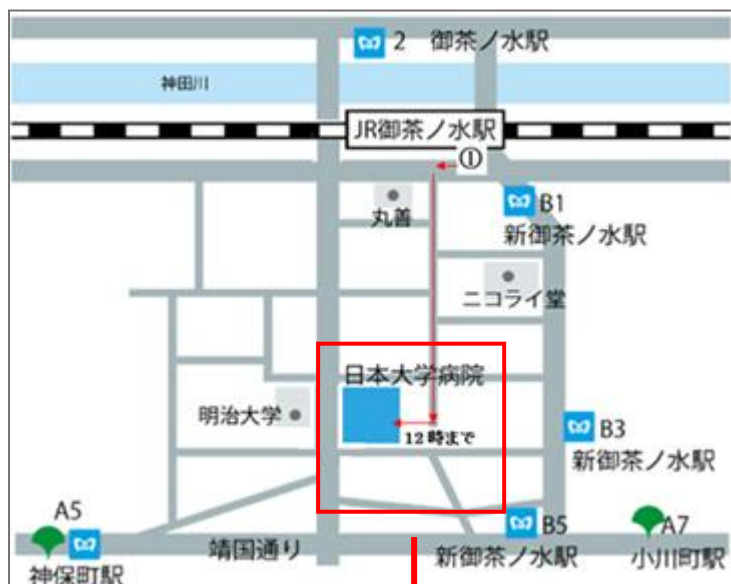 2 御茶ノ水駅
神田川
JR御茶ノ水駅
①
丸善
B1
新御茶ノ水駅
ニコライ堂
日本大学病院
明治大学
12時まで
B3
新御茶ノ水駅
A5
神保町駅
靖国通り
B5
新御茶ノ水駅
A7
小川町駅